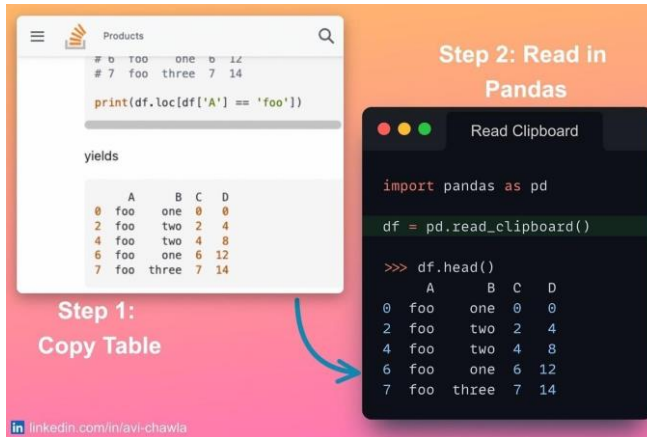 Products
# 6 foo one 6 12
# 7 foo three 7 14
print(df.loc[df['A'] == 'foo'])
yields
A B C D
0 foo one 0 0
2 foo two 2 4
4 foo two 4 8
6 foo one 6 12
7 foo three 7 14
Step 1:
Copy Table
Step 2: Read in
Pandas
Read Clipboard
import pandas as pd
df = pd.read_clipboard()
>>> df.head()
A B C D
0 foo one 0 0
2 foo two 2 4
4 foo two 4 8
6 foo one 6 12
7 foo three 7 14
in linkedin.com/in/avi-chawla